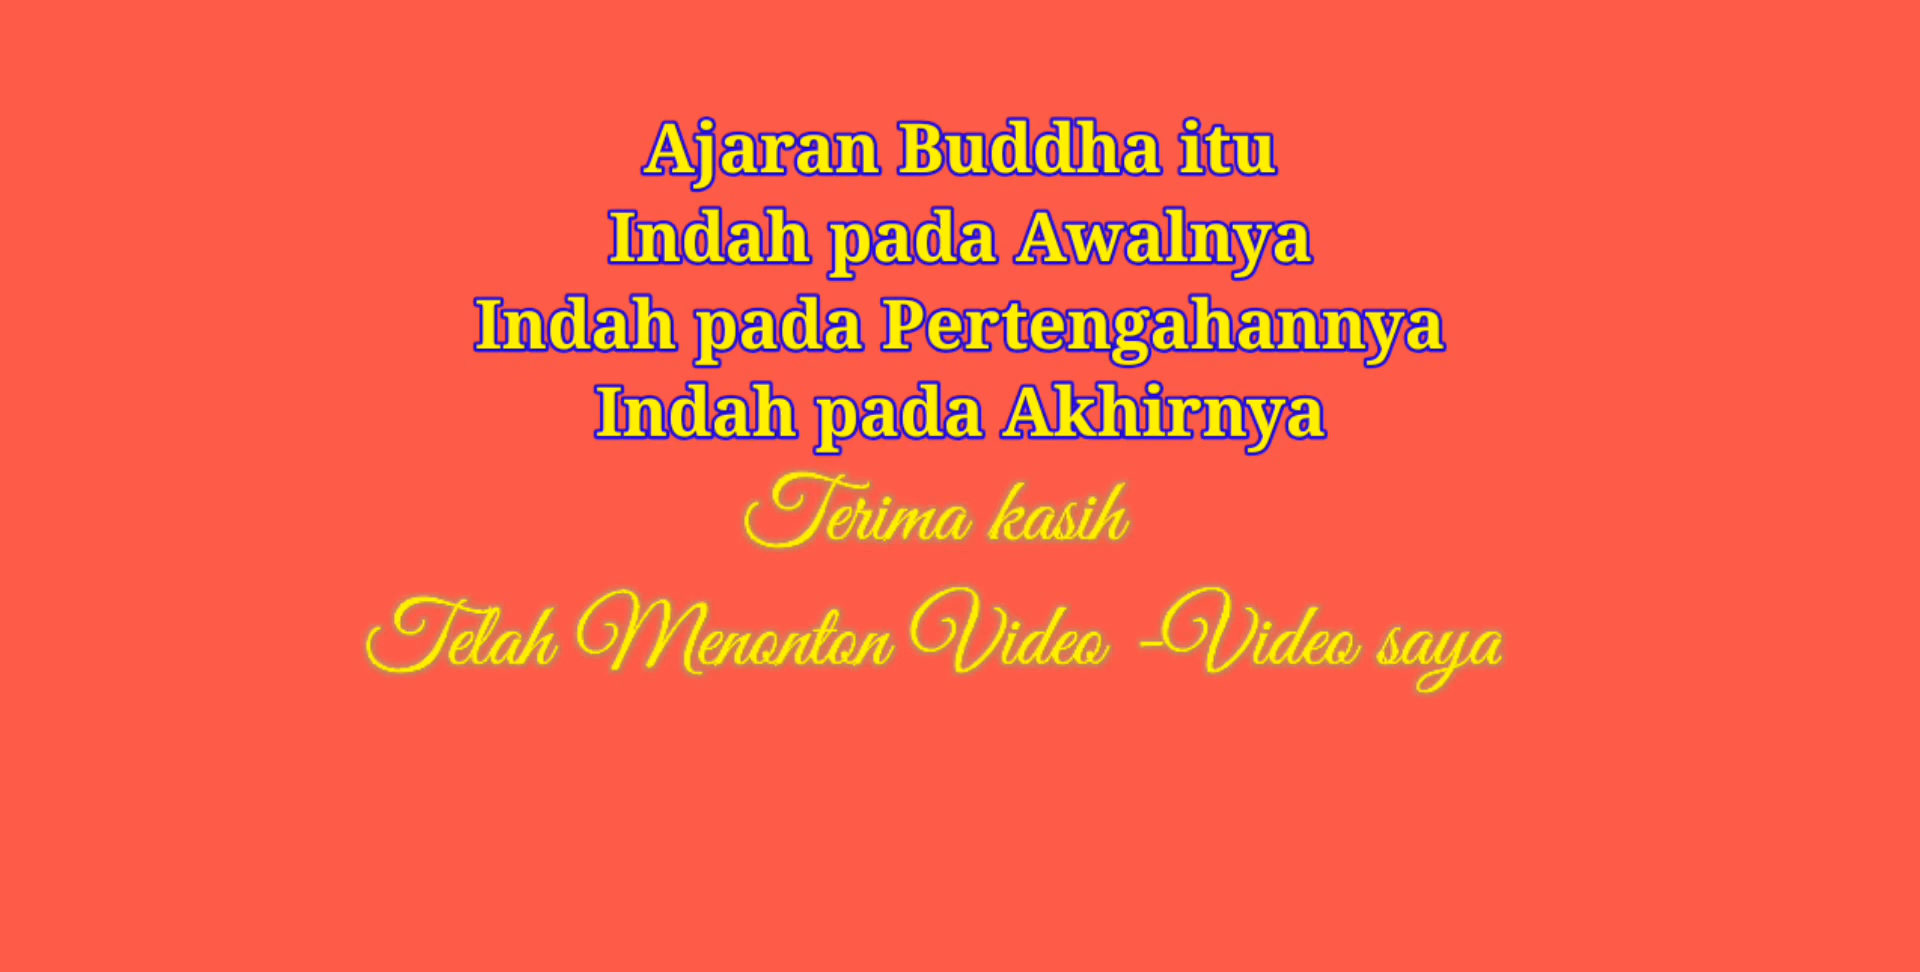 Ajaran Buddha itu
Indah pada Awalnya
Indah pada Pertengahannya
Indah pada Akhirnya
Terima kasih
Telah Menonton Video -Video saya